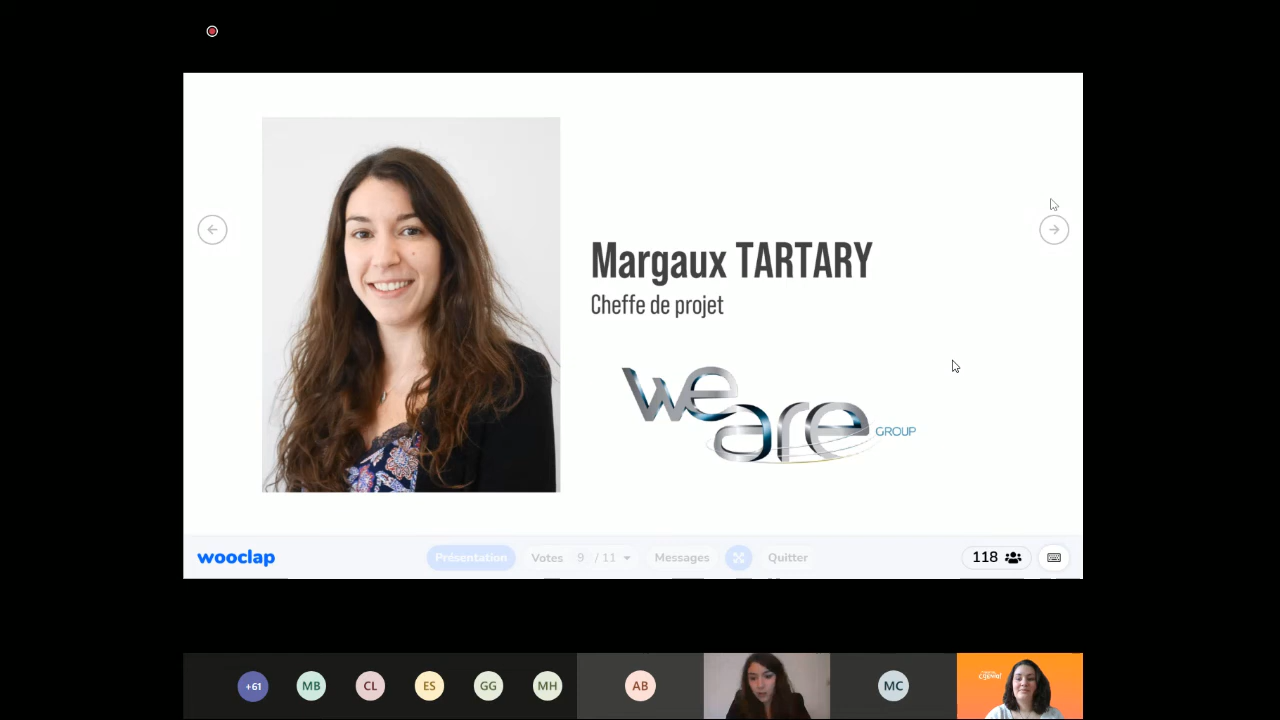 Margaux TARTARY
Cheffe de projet
we
are
GROUP
wooclap
Présentation
Votes 9 / 11
Messages
Quitter
118
+61
MB
CL
ES
GG
MH
AB
MC
cgénial